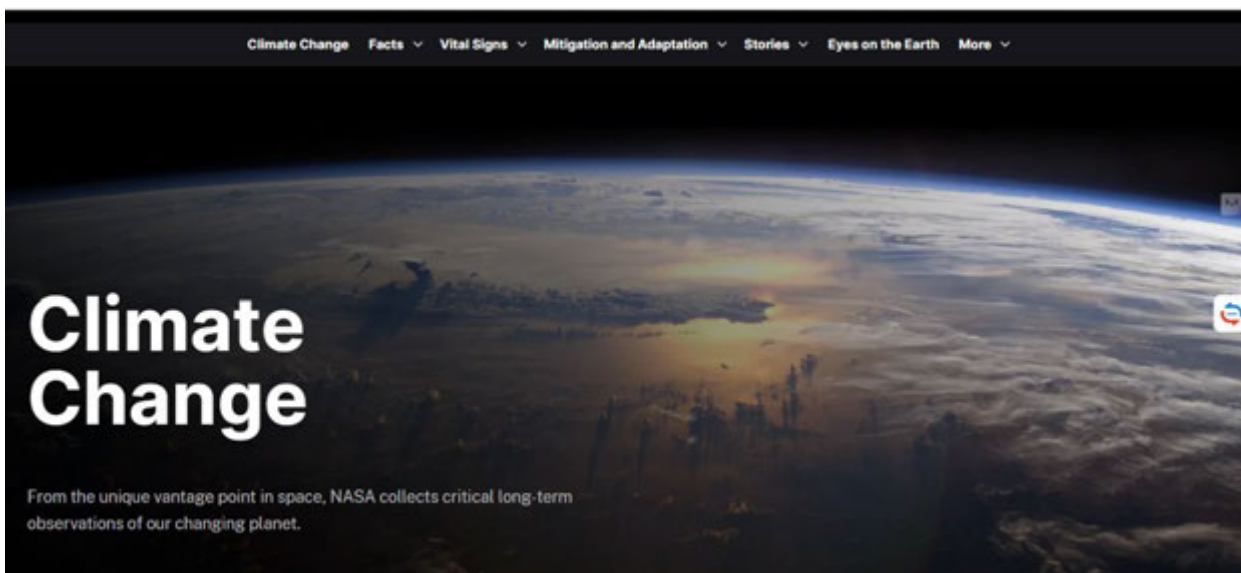 Climate Change Facts Vital Signs Mitigation and Adaptation Stories Eyes on the Earth More
Climate
Change
From the unique vantage point in space, NASA collects critical long-term
observations of our changing planet.